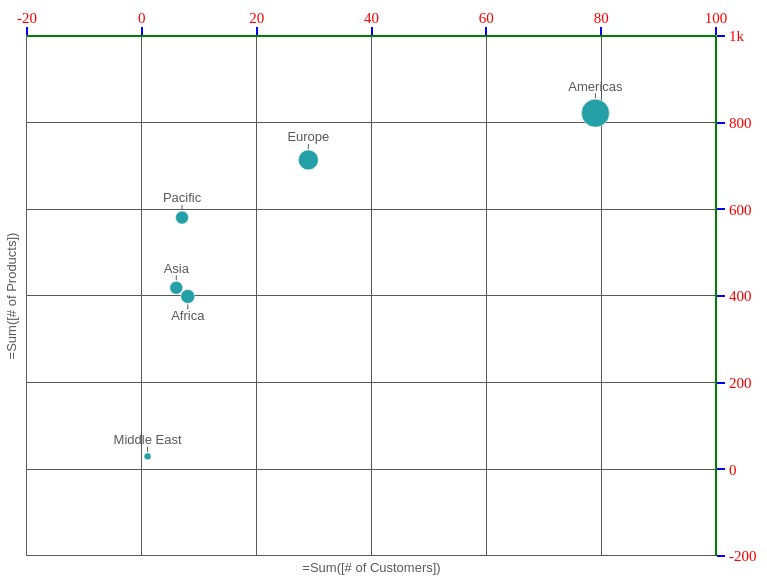 -20 0 20 40 60 80 100
1k
Americas
800
Europe
Pacific
600
=Sum([# of Products])
Asia
400
Africa
200
Middle East
0
-200
=Sum([# of Customers])